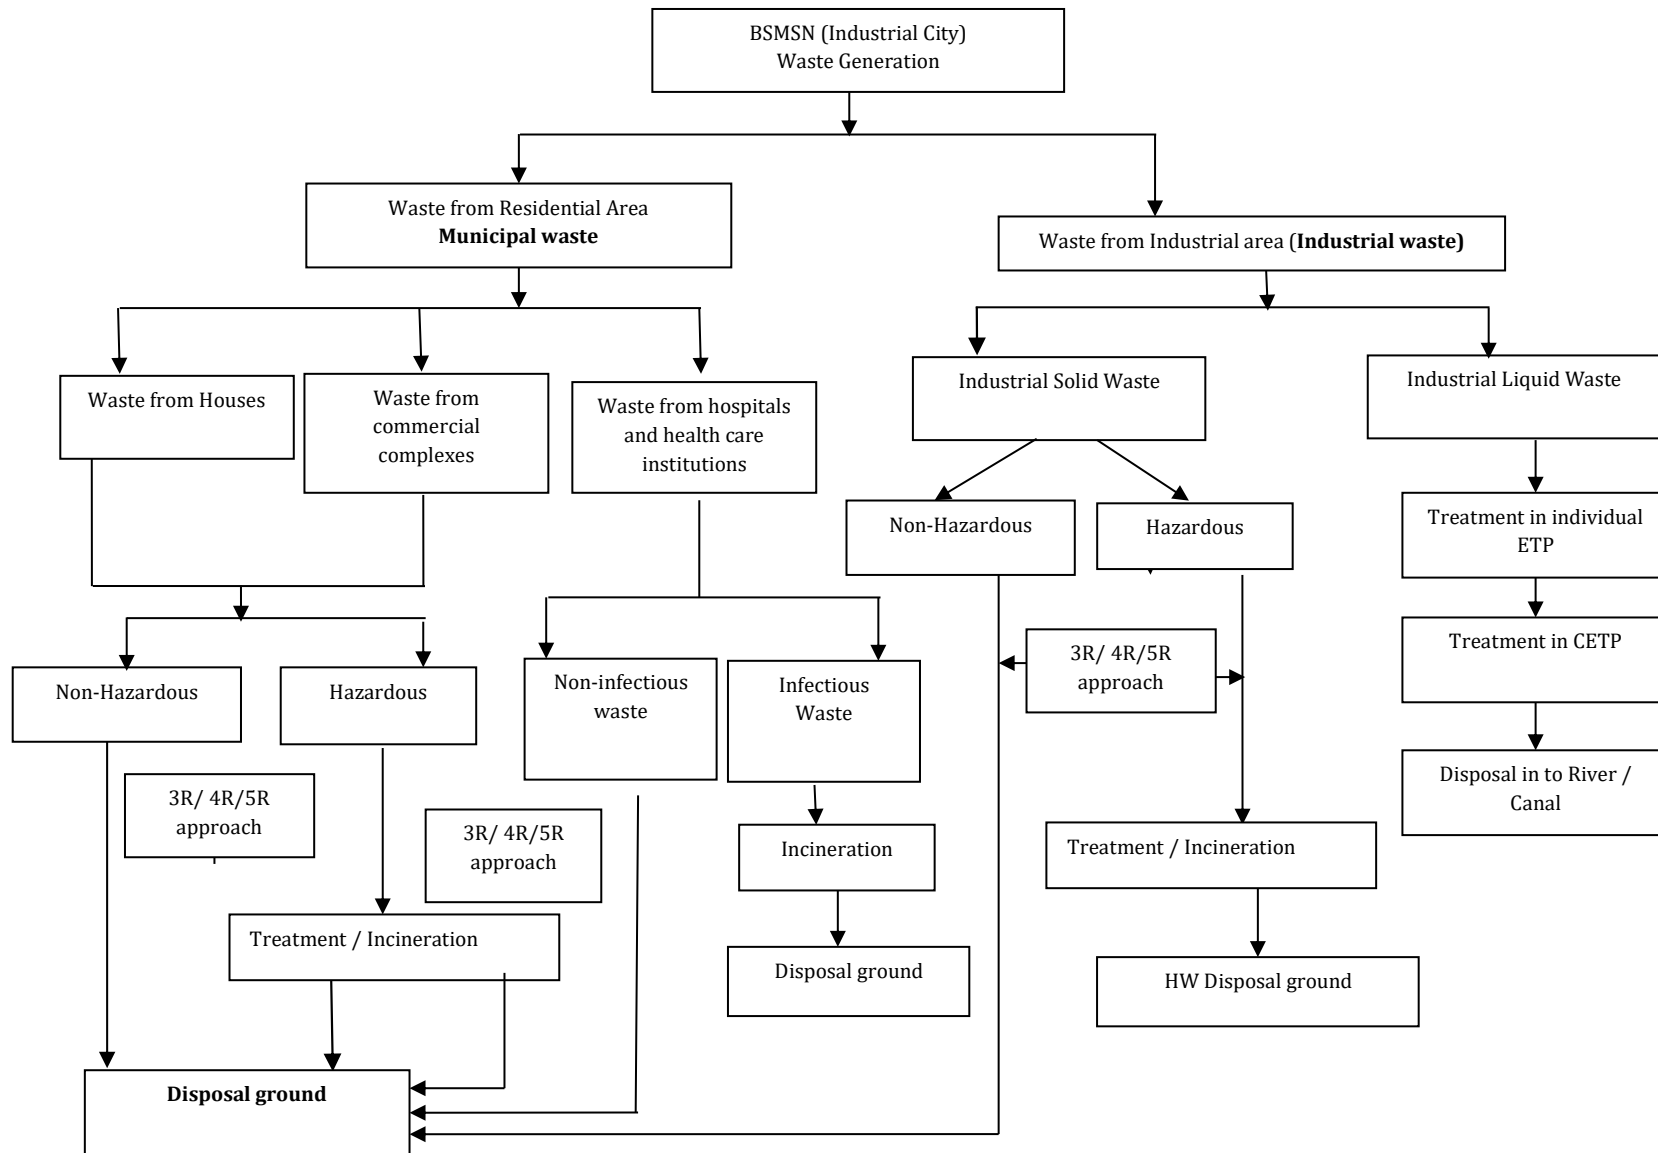 BSMSN (Industrial City)
Waste Generation
Waste from Residential Area
Municipal waste
Waste from Industrial area (Industrial waste)
Waste from Houses
Waste from
commercial
complexes
Waste from hospitals
and health care
institutions
Industrial Solid Waste
Industrial Liquid Waste
Non-Hazardous
Hazardous
Treatment in individual
ETP
Non-Hazardous
Hazardous
Non-infectious
waste
Infectious
Waste
3R/ 4R/5R
approach
Treatment in CETP
3R/ 4R/5R
approach
3R/ 4R/5R
approach
Incineration
Treatment / Incineration
Disposal in to River /
Canal
Treatment / Incineration
Disposal ground
HW Disposal ground
Disposal ground